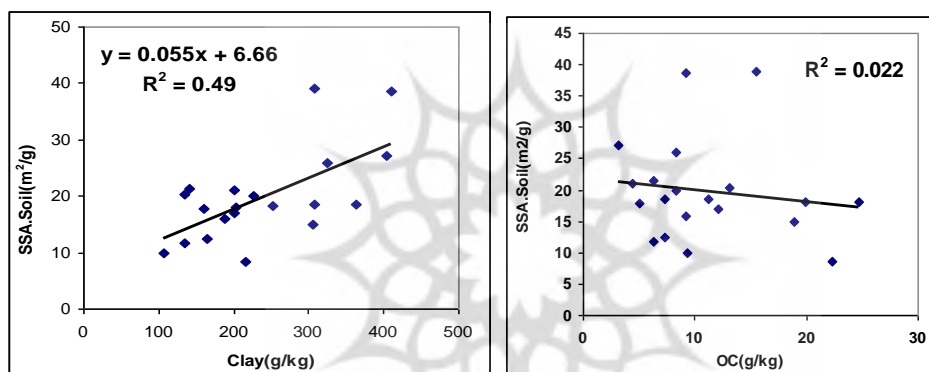 y = 0.055x + 6.66
R² = 0.49
SSA.Soil(m²/g)
50
40
30
20
10
0
0 100 200 300 400 500
Clay(g/kg)
R² = 0.022
SSA.Soil(m2/g)
45
40
35
30
25
20
15
10
5
0
0 10 20 30
OC(g/kg)